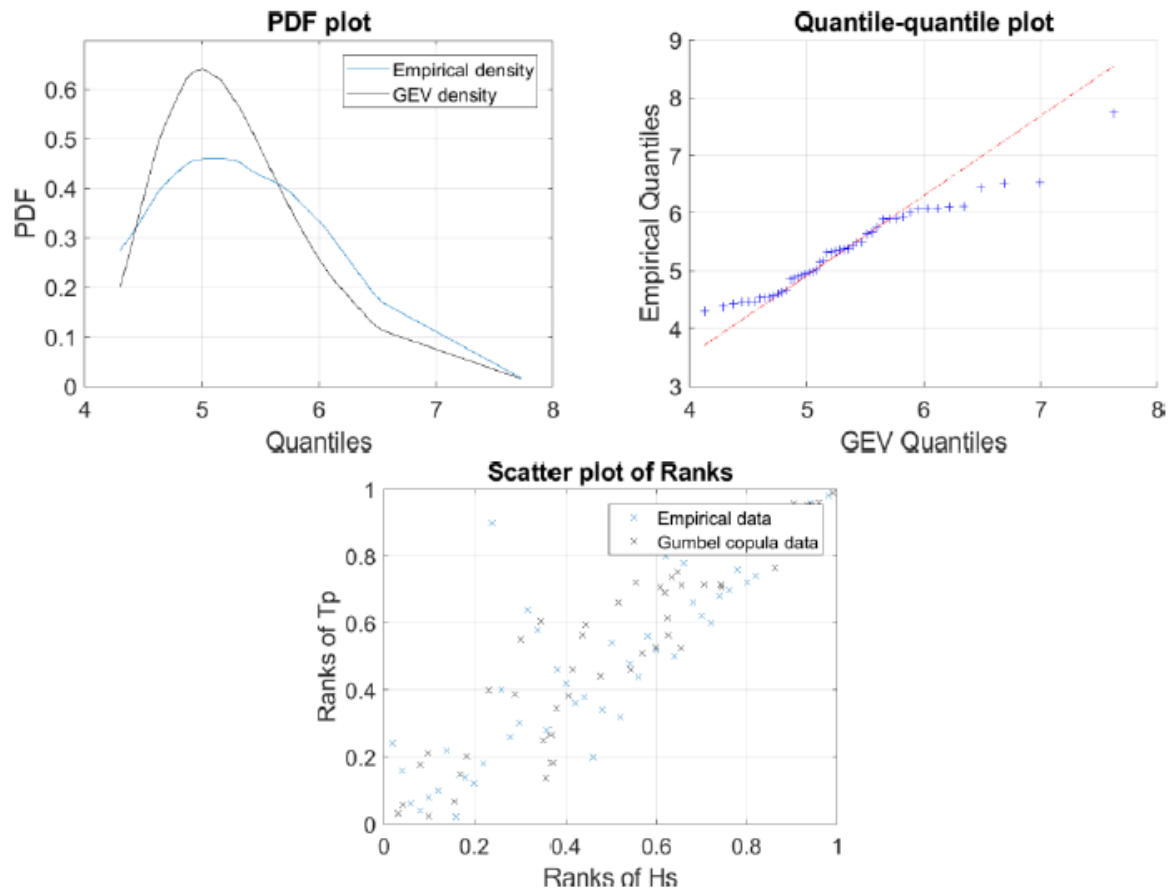 PDF plot
Empirical density
GEV density
PDF
0.6
0.5
0.4
0.3
0.2
0.1
0
4
5
6
7
8
Quantiles
Quantile-quantile plot
Empirical Quantiles
9
8
7
6
5
4
3
4
5
6
7
8
GEV Quantiles
Scatter plot of Ranks
Empirical data
Gumbel copula data
Ranks of Tp
1
0.8
0.6
0.4
0.2
0
0
0.2
0.4
0.6
0.8
1
Ranks of Hs